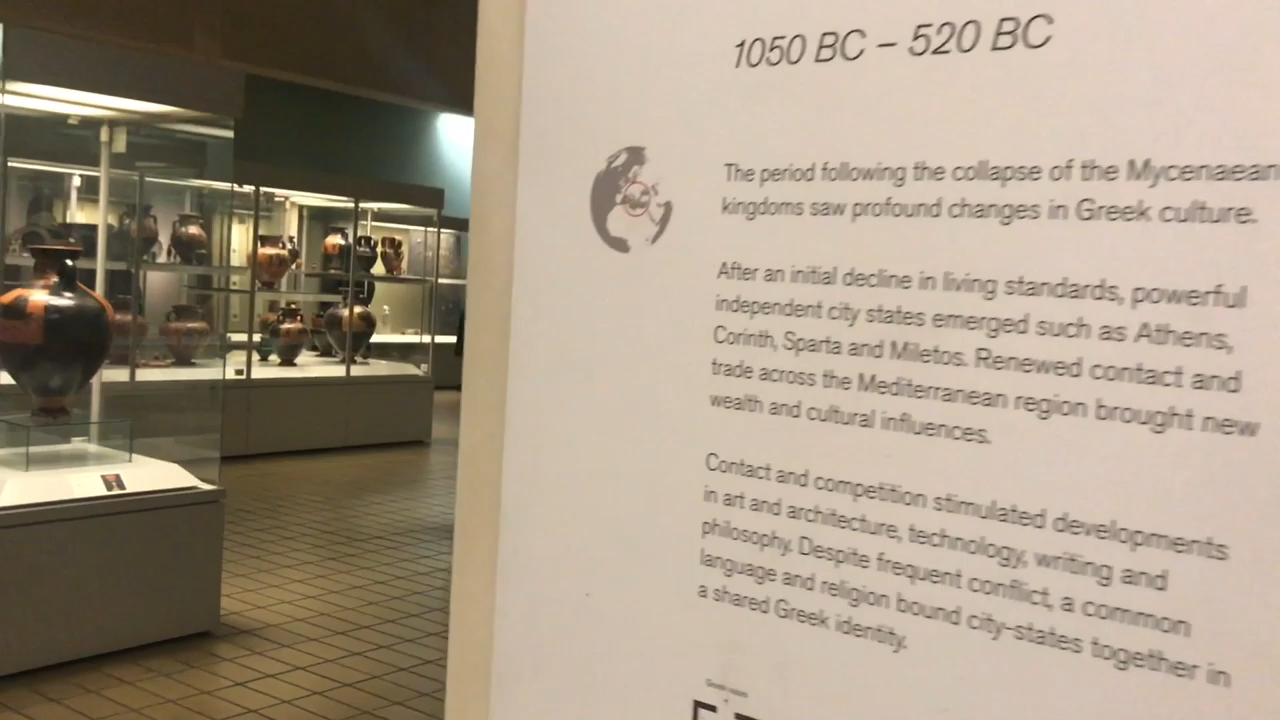 1050 BC – 520 BC
The period following the collapse of the Mycenaean
kingdoms saw profound changes in Greek culture.
After an initial decline in living standards, powerful
independent city states emerged such as Athens,
Corinth, Sparta and Miletos. Renewed contact and
trade across the Mediterranean region brought new
wealth and cultural influences.
Contact and competition stimulated developments
in art and architecture, technology, writing and
philosophy. Despite frequent conflict, a common
language and religion bound city-states together in
a shared Greek identity.